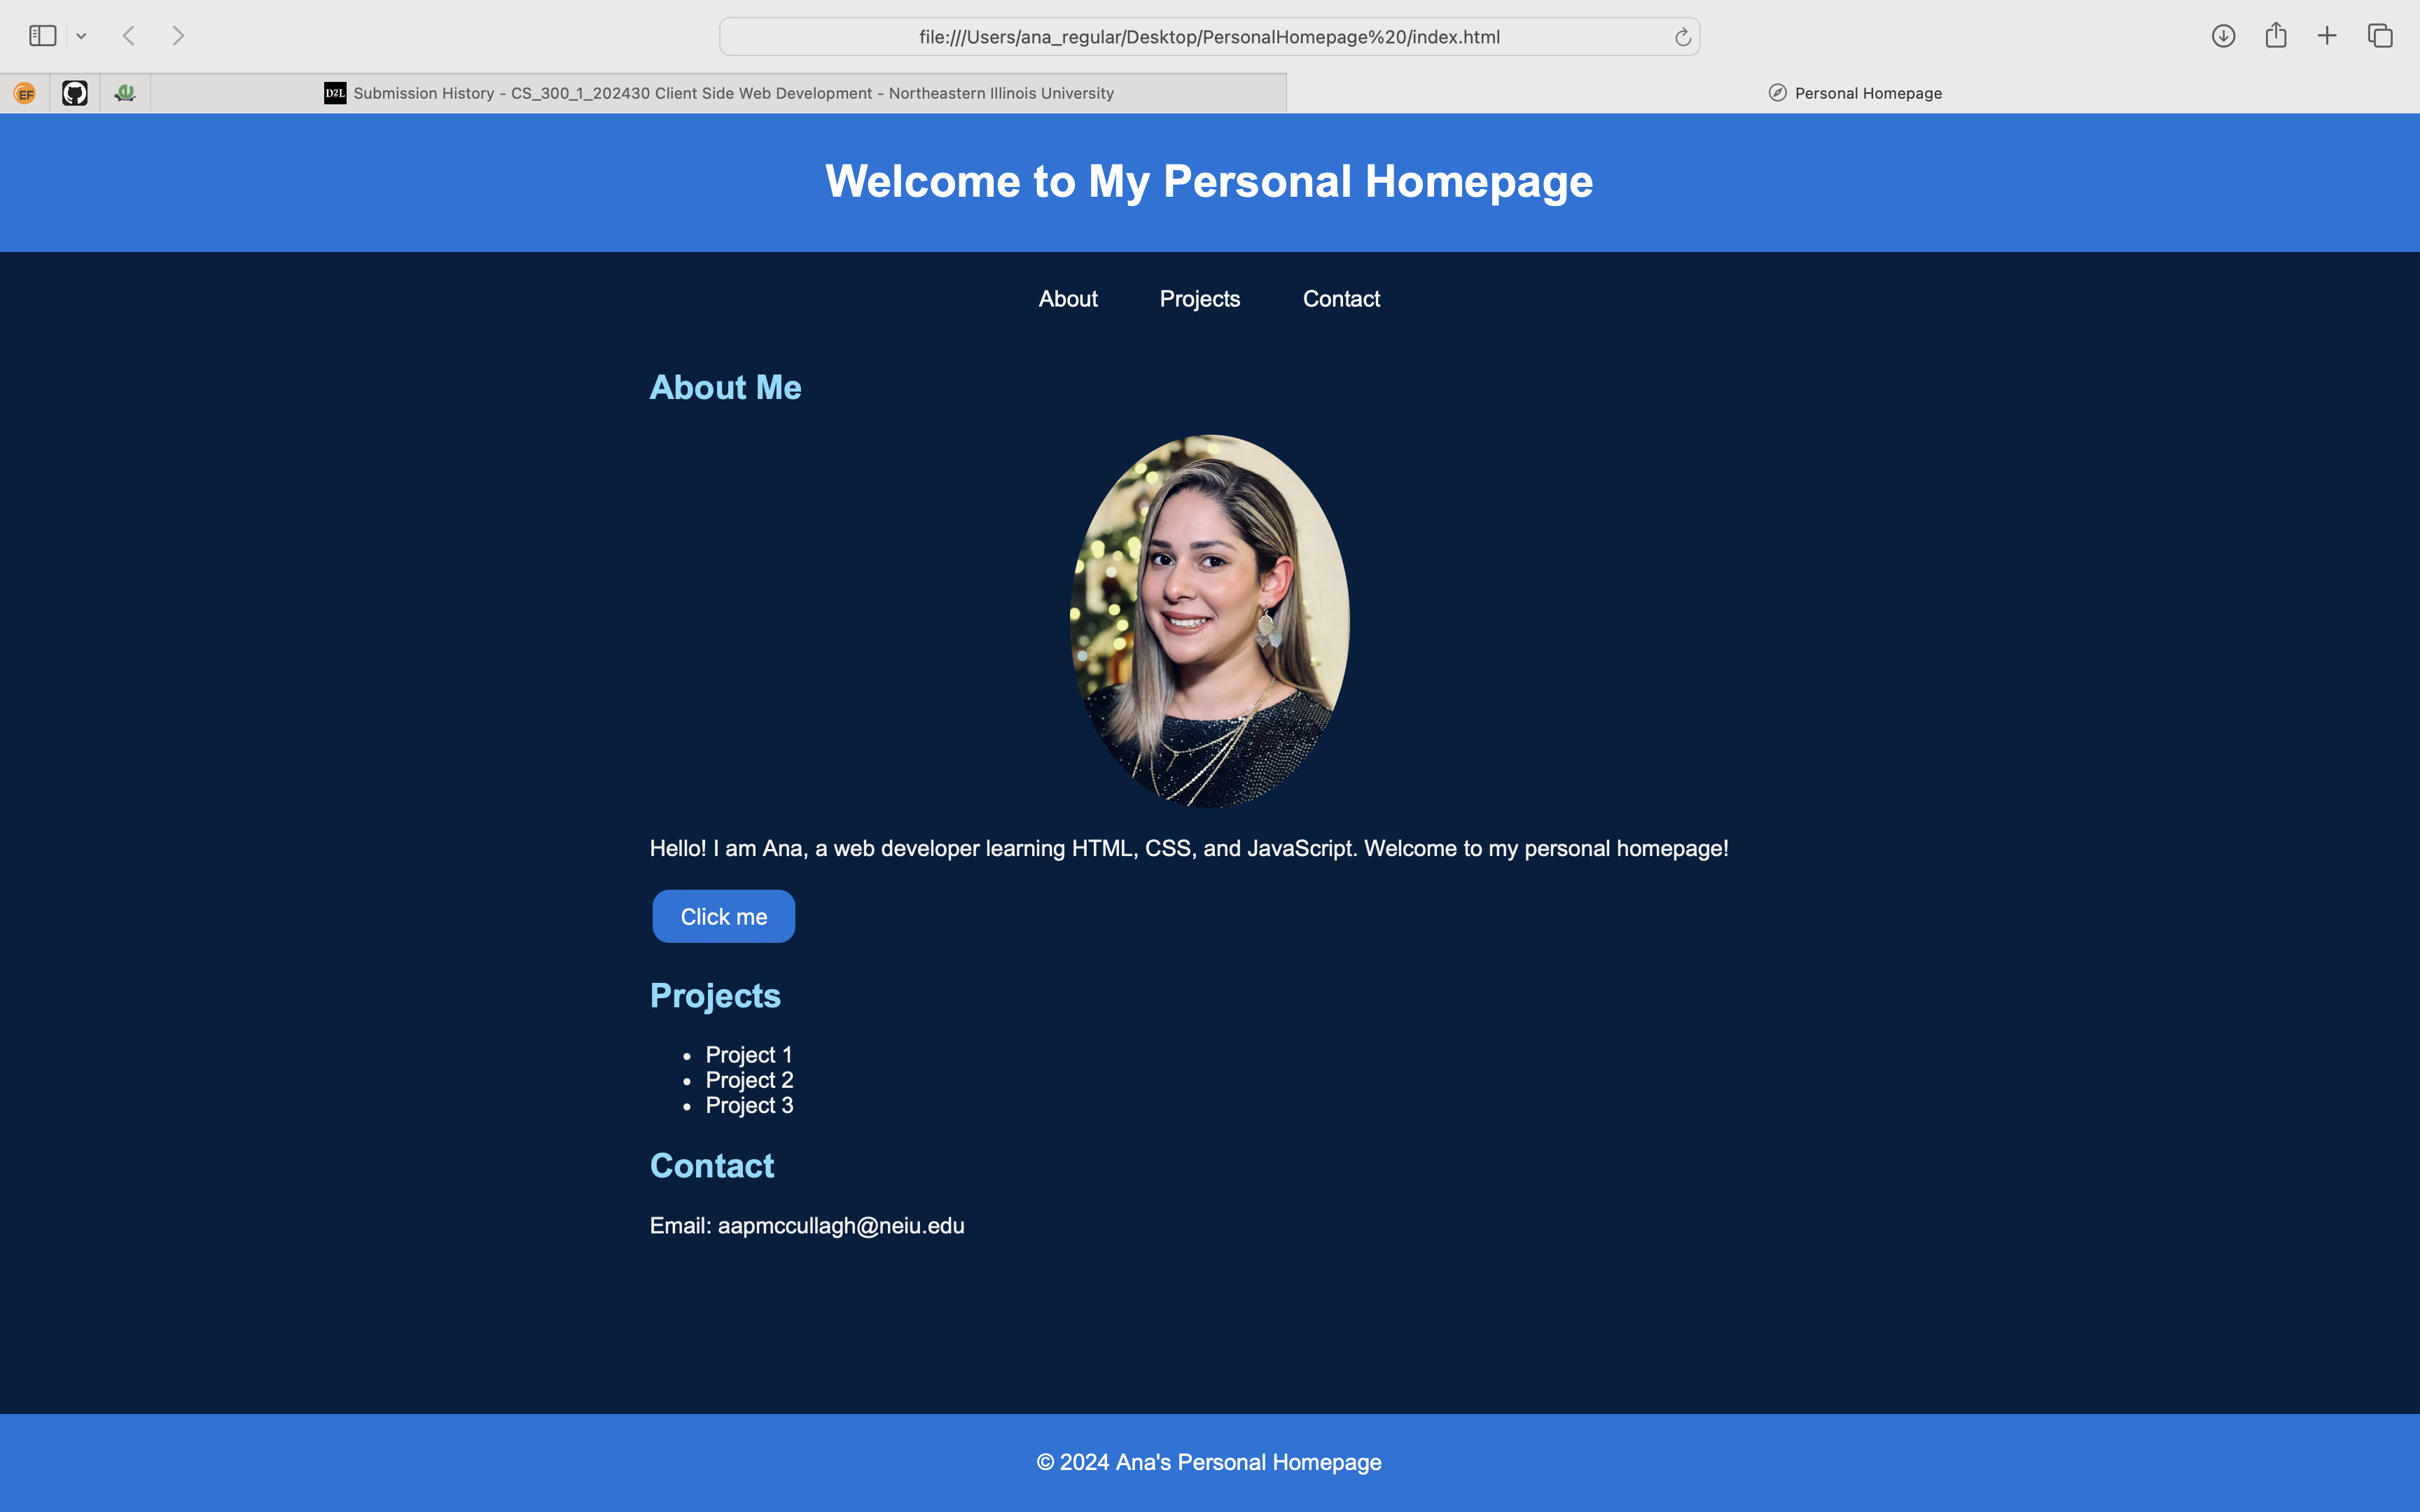 file:///Users/ana_regular/Desktop/PersonalHomepage%20/index.html
EF
D2L Submission History - CS_300_1_202430 Client Side Web Development - Northeastern Illinois University
Personal Homepage
Welcome to My Personal Homepage
About Projects Contact
About Me
Hello! I am Ana, a web developer learning HTML, CSS, and JavaScript. Welcome to my personal homepage!
Click me
Projects
• Project 1
• Project 2
• Project 3
Contact
Email: aapmccullagh@neiu.edu
© 2024 Ana's Personal Homepage